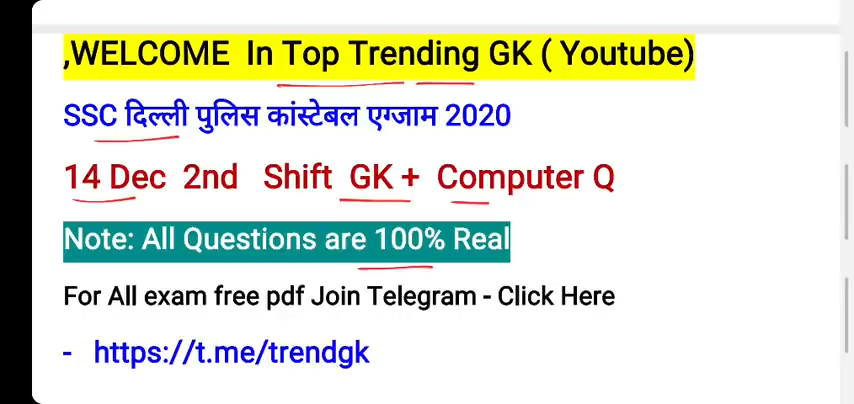 ,WELCOME In Top Trending GK ( Youtube)
SSC दिल्ली पुलिस कांस्टेबल एग्जाम 2020
14 Dec 2nd Shift GK + Computer Q
Note: All Questions are 100% Real
For All exam free pdf Join Telegram - Click Here
- https://t.me/trendgk